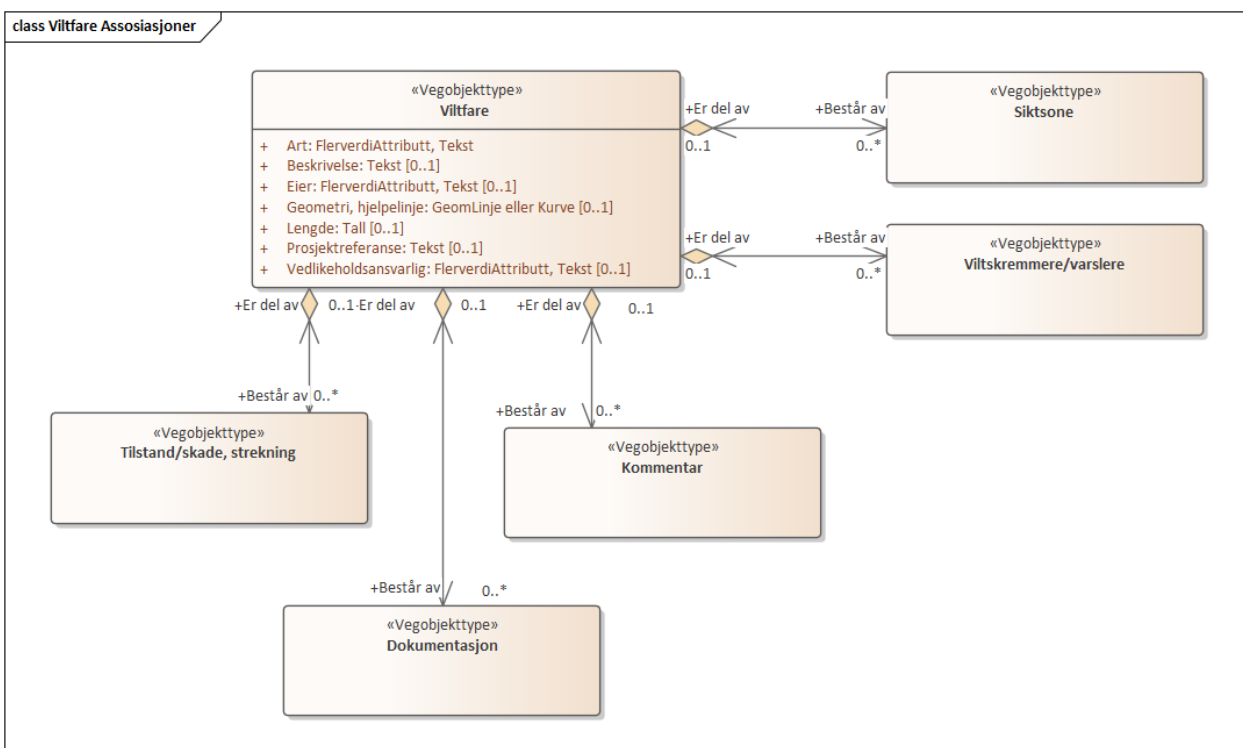 class Viltfare Assosiasjoner
«Vegobjekttype»
Viltfare
+ Art: FlerverdiAttributt, Tekst
+ Beskrivelse: Tekst [0..1]
+ Eier: FlerverdiAttributt, Tekst [0..1]
+ Geometri, hjelpelinje: GeomLinje eller Kurve [0..1]
+ Lengde: Tall [0..1]
+ Prosjektreferanse: Tekst [0..1]
+ Vedlikeholdsansvarlig: FlerverdiAttributt, Tekst [0..1]
+Er del av
0..1
+Består av
0..*
«Vegobjekttype»
Siktsone
+Er del av
0..1
+Består av
0..*
«Vegobjekttype»
Viltskremmere/varslere
+Er del av 0..1
Er del av 0..1
+Er del av 0..1
+Består av 0..*
«Vegobjekttype»
Tilstand/skade, strekning
+Består av 0..*
«Vegobjekttype»
Kommentar
+Består av 0..*
«Vegobjekttype»
Dokumentasjon